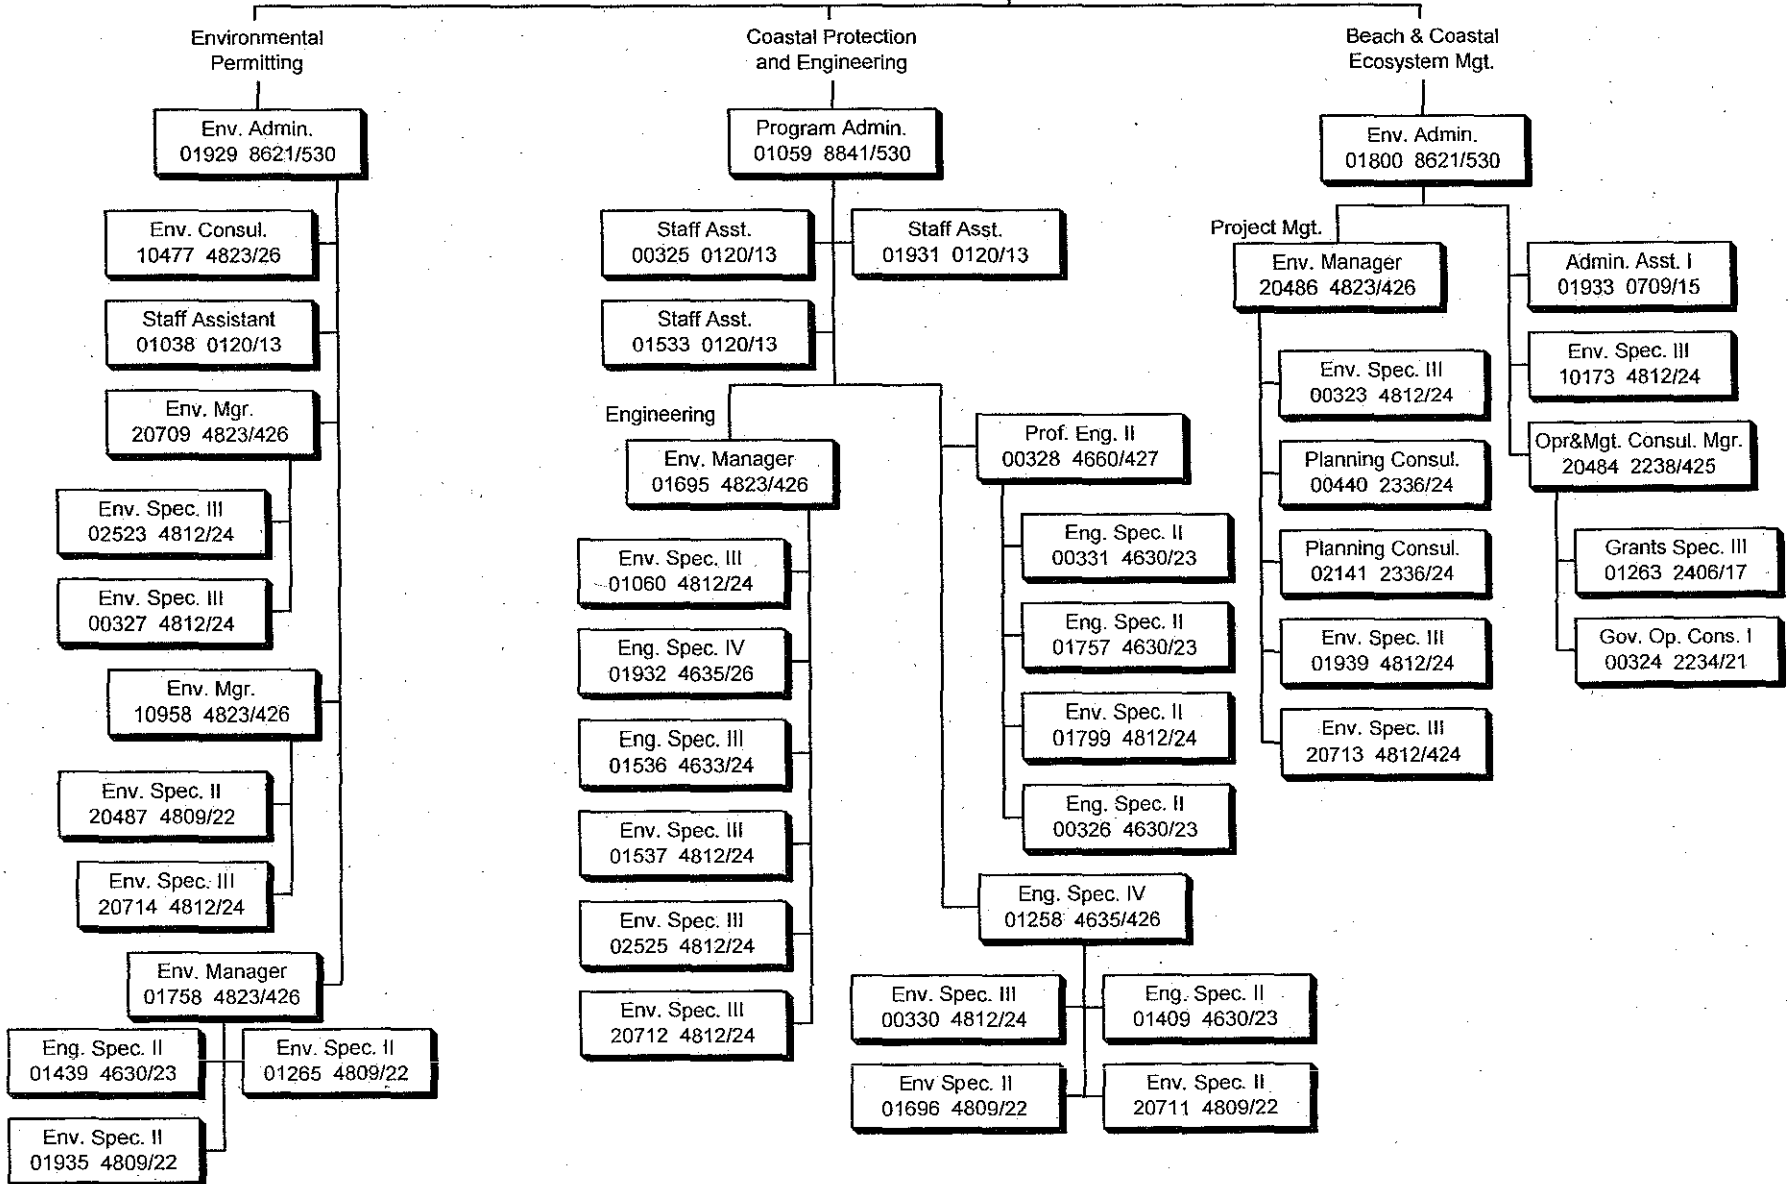 Environmental
Permitting
Env. Admin.
01929 8621/530
Env. Consul.
10477 4823/26
Staff Assistant
01038 0120/13
Env. Mgr.
20709 4823/426
Env. Spec. III
02523 4812/24
Env. Spec. III
00327 4812/24
Env. Mgr.
10958 4823/426
Env. Spec. II
20487 4809/22
Env. Spec. III
20714 4812/24
Env. Manager
01758 4823/426
Eng. Spec. II
01439 4630/23
Env. Spec. II
01265 4809/22
Env. Spec. II
01935 4809/22
Coastal Protection
and Engineering
Program Admin.
01059 8841/530
Staff Asst.
00325 0120/13
Staff Asst.
01931 0120/13
Staff Asst.
01533 0120/13
Engineering
Env. Manager
01695 4823/426
Env. Spec. III
01060 4812/24
Eng. Spec. IV
01932 4635/26
Eng. Spec. III
01536 4633/24
Env. Spec. III
01537 4812/24
Env. Spec. III
02525 4812/24
Env. Spec. III
20712 4812/24
Prof. Eng. II
00328 4660/427
Eng. Spec. II
00331 4630/23
Eng. Spec. II
01757 4630/23
Env. Spec. II
01799 4812/24
Eng. Spec. II
00326 4630/23
Eng. Spec. IV
01258 4635/426
Env. Spec. III
00330 4812/24
Eng. Spec. II
01409 4630/23
Env Spec. II
01696 4809/22
Env. Spec. II
20711 4809/22
Beach & Coastal
Ecosystem Mgt.
Env. Admin.
01800 8621/530
Project Mgt.
Env. Manager
20486 4823/426
Env. Spec. III
00323 4812/24
Planning Consul.
00440 2336/24
Planning Consul.
02141 2336/24
Env. Spec. III
01939 4812/24
Env. Spec. III
20713 4812/424
Admin. Asst. I
01933 0709/15
Env. Spec. III
10173 4812/24
Opr&Mgt. Consul. Mgr.
20484 2238/425
Grants Spec. III
01263 2406/17
Gov. Op. Cons. I
00324 2234/21